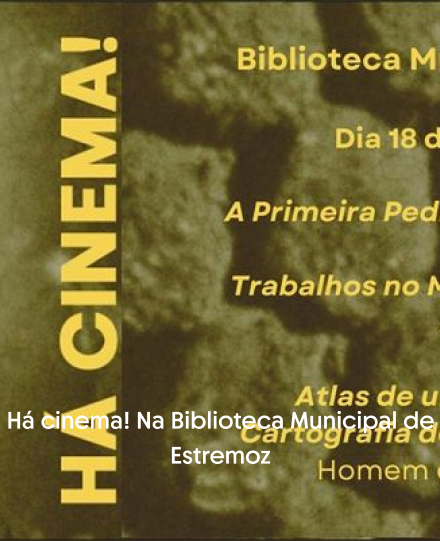 HÁ CINEMA!
Biblioteca M
Dia 18 d
A Primeira Ped
Trabalhos no M
Atlas de u
Cartografia d
Homem
Há cinema! Na Biblioteca Municipal de
Estremoz